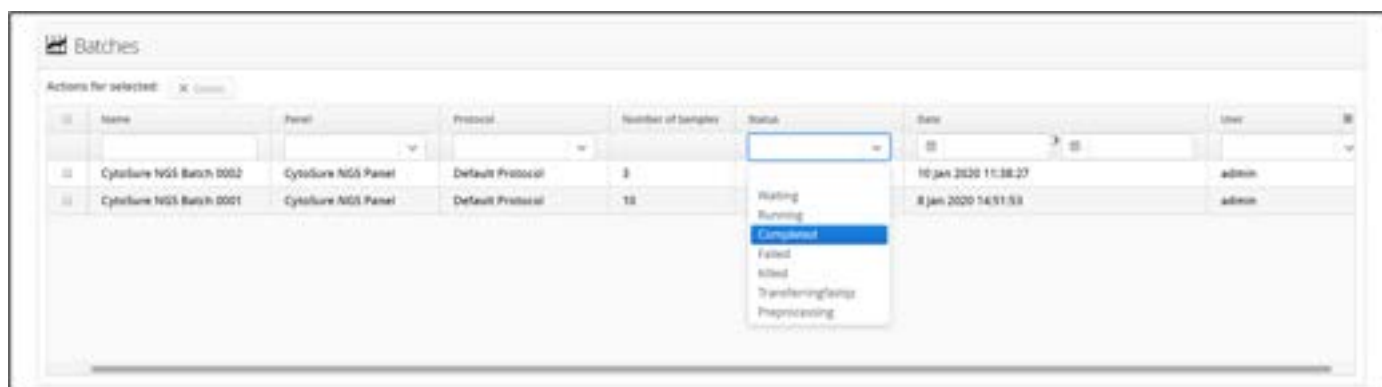 Batches
Actions for selected: × Delete
Name Panel Protocol Number of Samples Status Date User
CytoSure NGS Batch 0002 CytoSure NGS Panel Default Protocol 3 10 Jan 2020 11:38:27 admin
CytoSure NGS Batch 0001 CytoSure NGS Panel Default Protocol 10 8 Jan 2020 14:51:53 admin
Waiting
Running
Completed
Failed
Killed
Preprocessing